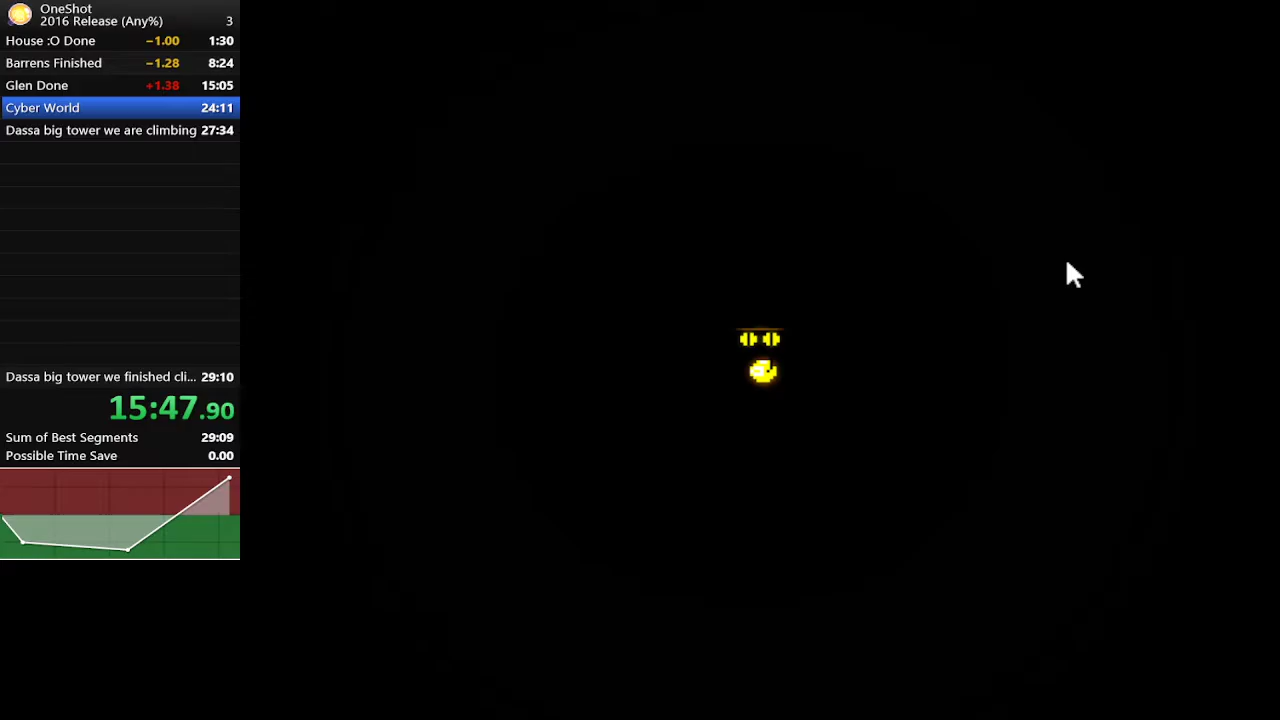 OneShot
2016 Release (Any%) 3
House :O Done −1.00 1:30
Barrens Finished −1.28 8:24
Glen Done +1.38 15:05
Cyber World 24:11
Dassa big tower we are climbing 27:34
Dassa big tower we finished cli... 29:10
15:47.90
Sum of Best Segments 29:09
Possible Time Save 0.00